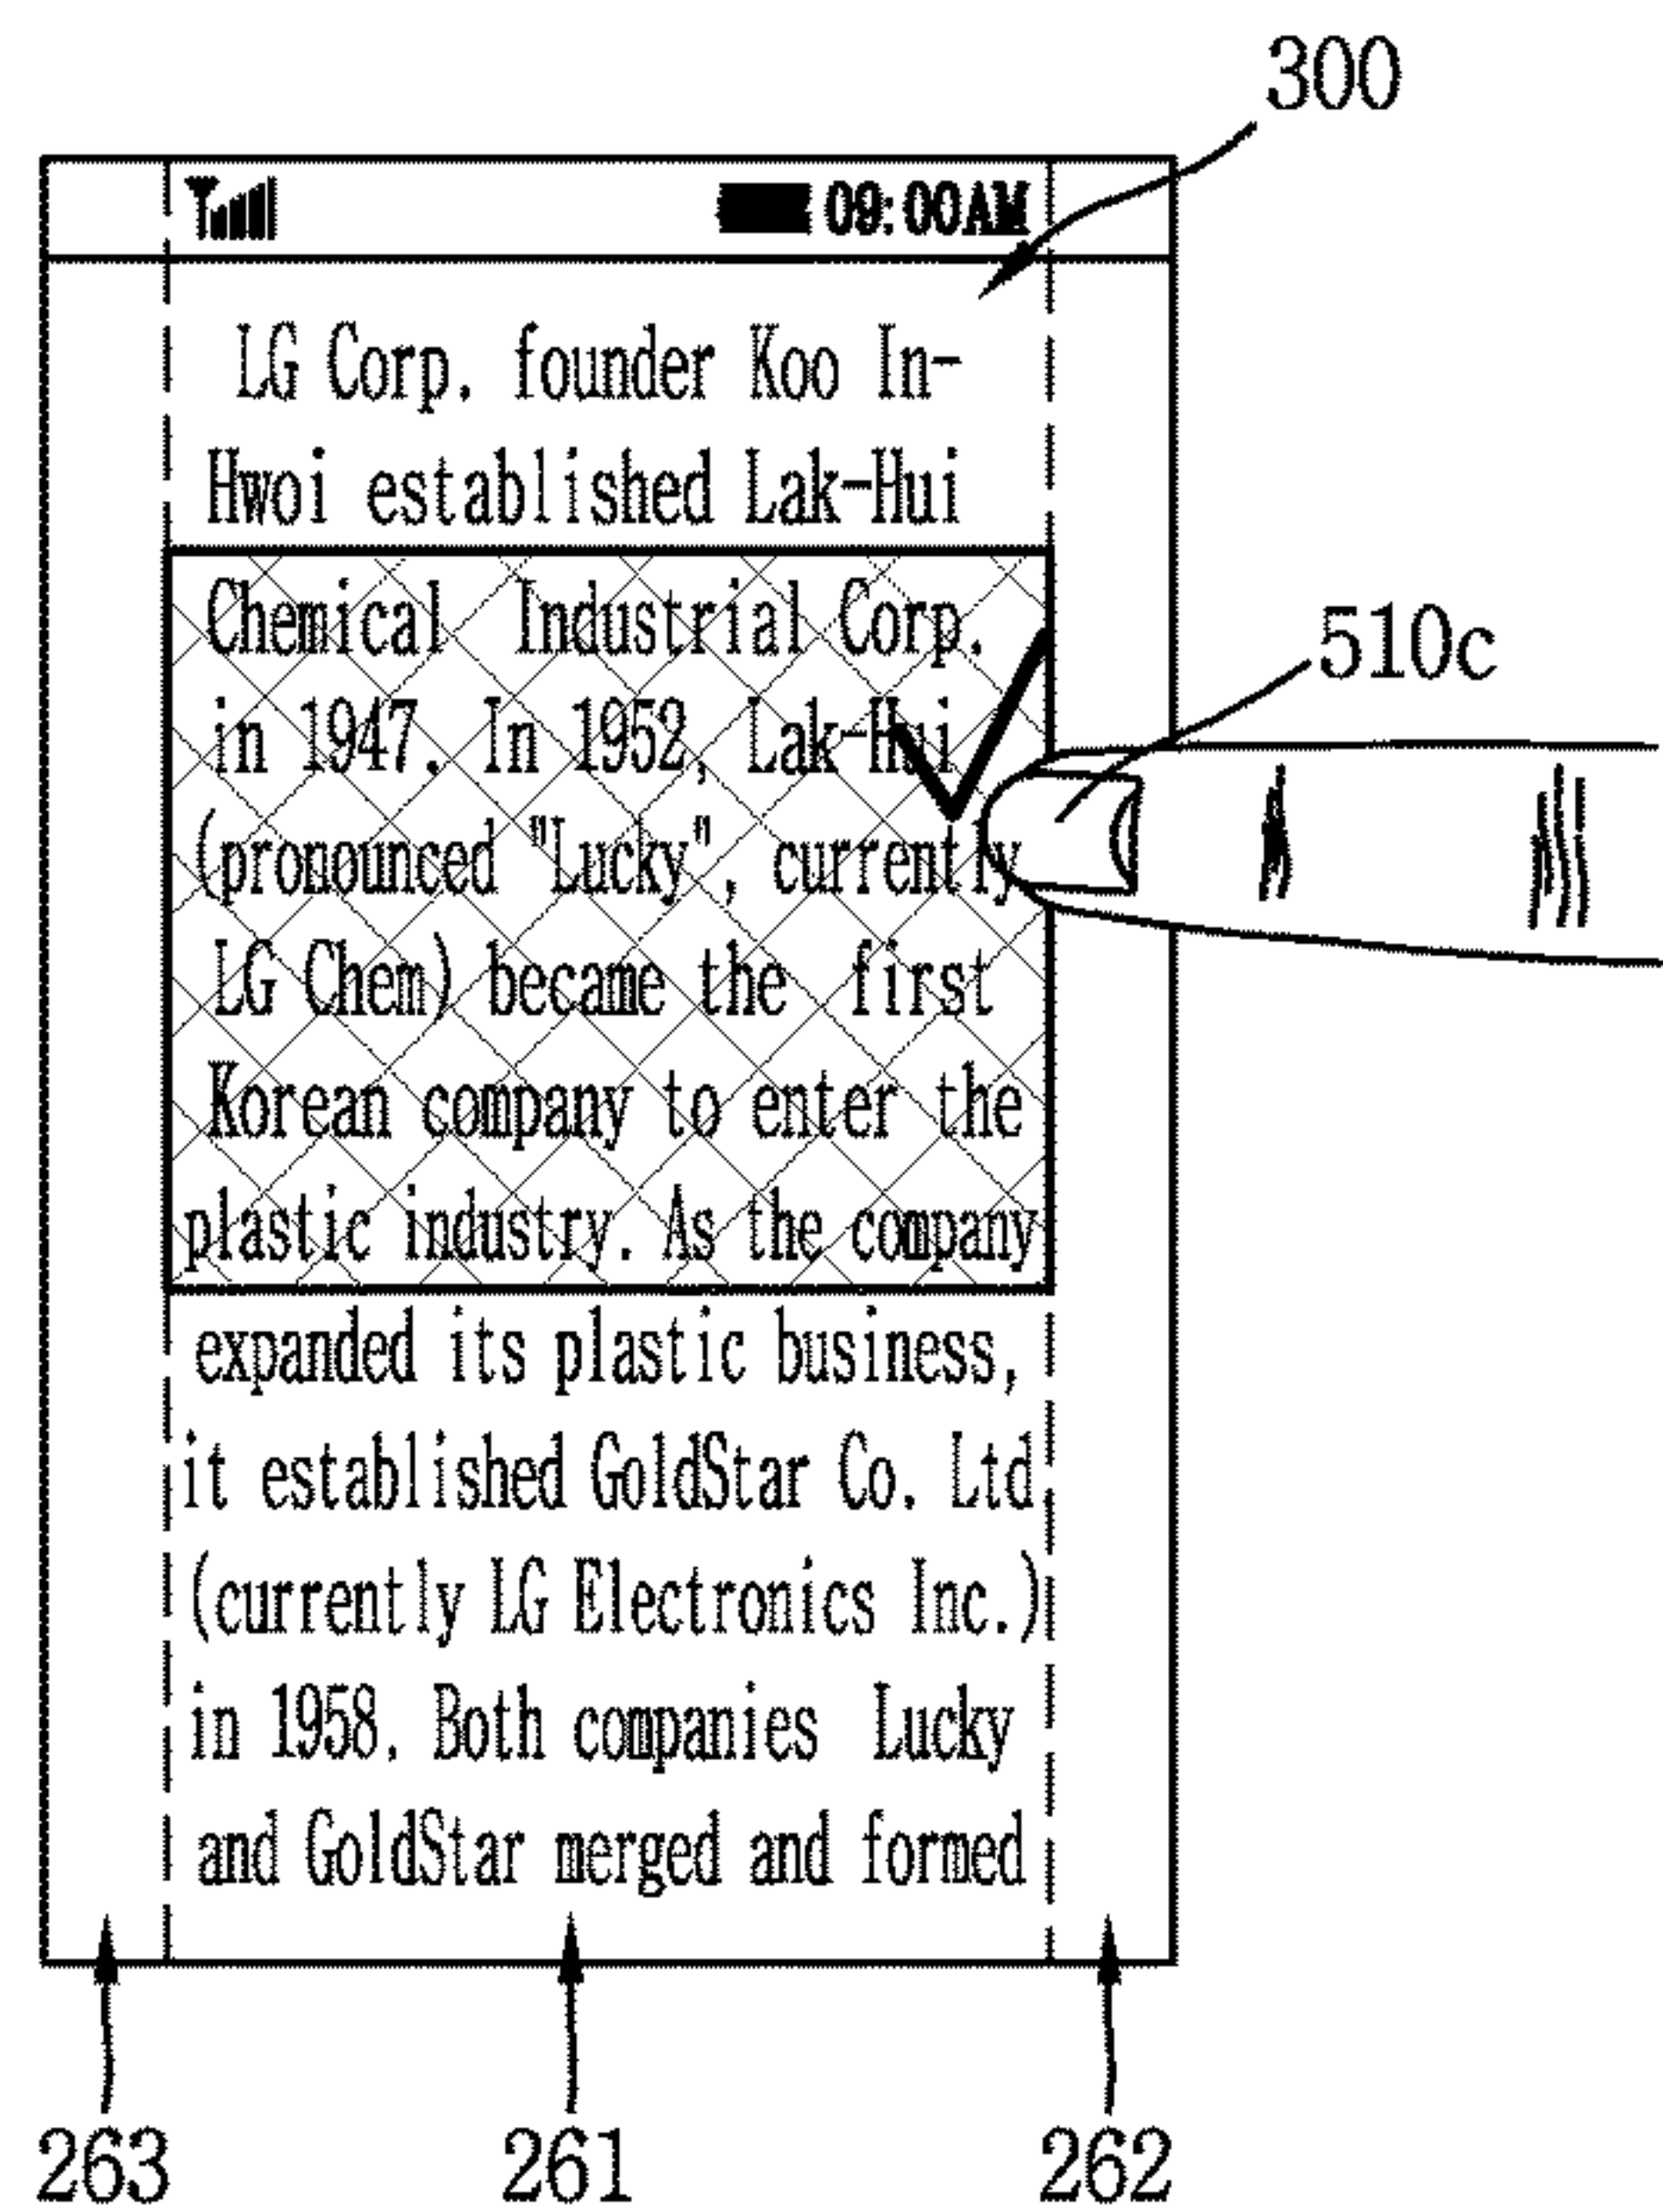 300
09:00AM
LG Corp. founder Koo In-
Hwoi established Lak-Hui
Chemical Industrial Corp.
in 1947. In 1952, Lak-Hui
510c
(pronounced "Lucky", currently
LG Chem) became the first
Korean company to enter the
plastic industry. As the company
expanded its plastic business,
it established GoldStar Co. Ltd.
(currently LG Electronics Inc.)
in 1958. Both companies Lucky
and GoldStar merged and formed
263 261 262